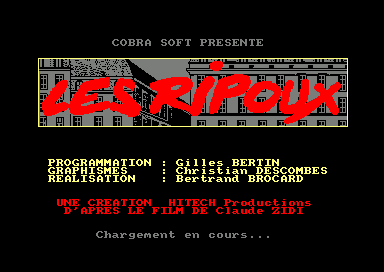 COBRA SOFT PRESENTE
LES RIPOUX
PROGRAMMATION : Gilles BERTIN
GRAPHISMES : Christian DESCOMBES
REALISATION : Bertrand BROCARD
UNE CREATION HITECH Productions
D'APRES LE FILM DE Claude ZIDI
Chargement en cours...